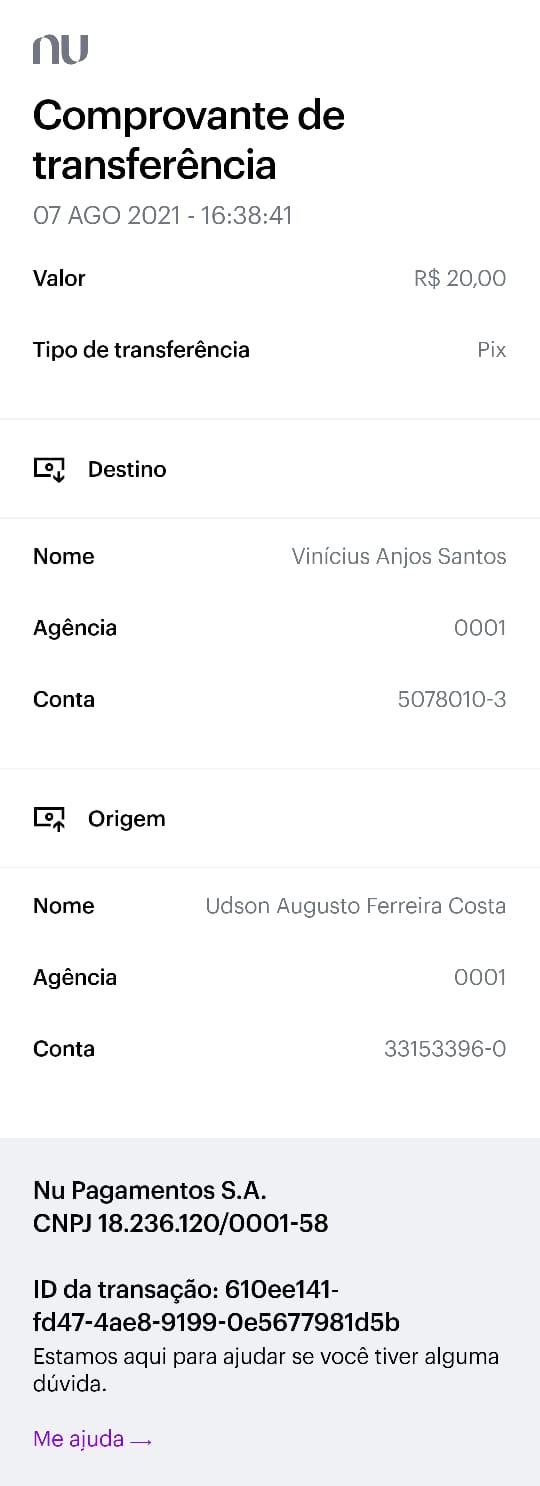 nu
Comprovante de
transferência
07 AGO 2021 - 16:38:41
Valor R$ 20,00
Tipo de transferência Pix
Destino
Nome Vinícius Anjos Santos
Agência 0001
Conta 5078010-3
Origem
Nome Udson Augusto Ferreira Costa
Agência 0001
Conta 33153396-0
Nu Pagamentos S.A.
CNPJ 18.236.120/0001-58
ID da transação: 610ee141-
fd47-4ae8-9199-0e5677981d5b
Estamos aqui para ajudar se você tiver alguma
dúvida.
Me ajuda →